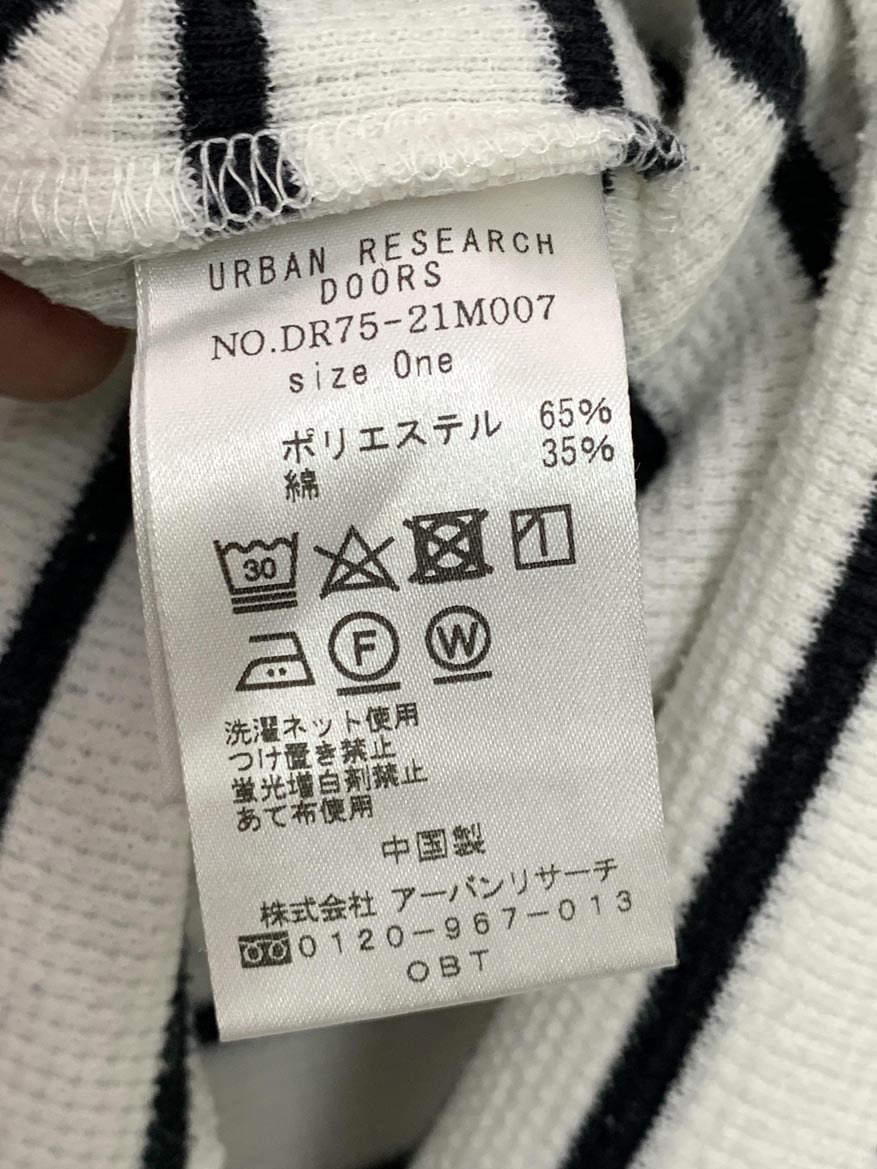 URBAN RESEARCH
DOORS
NO.DR75-21M007
size One
ポリエステル 65%
綿 35%
30
F W
洗濯ネット使用
つけ置き禁止
蛍光増白剤禁止
あて布使用
中国製
株式会社 アーバンリサーチ
0120-967-013
OBT